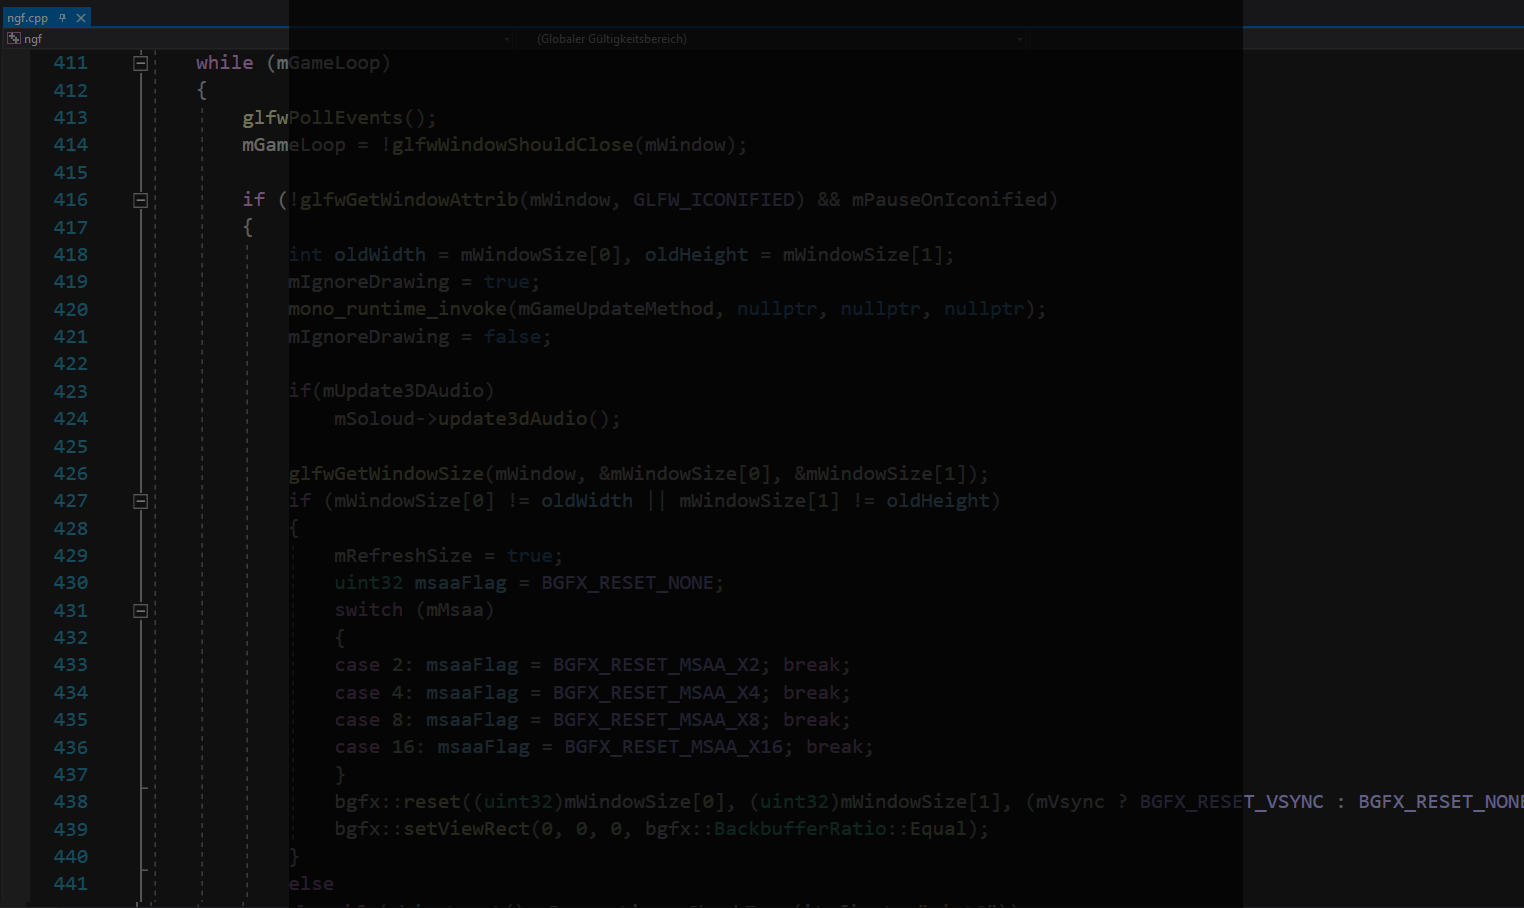 ngf.cpp
ngf
(Globaler Gültigkeitsbereich)
411 while (mGameLoop)
412 {
413 glfwPollEvents();
414 mGameLoop = !glfwWindowShouldClose(mWindow);
415
416 if (!glfwGetWindowAttrib(mWindow, GLFW_ICONIFIED) && mPauseOnIconified)
417 {
418 int oldWidth = mWindowSize[0], oldHeight = mWindowSize[1];
419 mIgnoreDrawing = true;
420 mono_runtime_invoke(mGameUpdateMethod, nullptr, nullptr, nullptr);
421 mIgnoreDrawing = false;
422
423 if(mUpdate3DAudio)
424 mSoloud->update3dAudio();
425
426 glfwGetWindowSize(mWindow, &mWindowSize[0], &mWindowSize[1]);
427 if (mWindowSize[0] != oldWidth || mWindowSize[1] != oldHeight)
428 {
429 mRefreshSize = true;
430 uint32 msaaFlag = BGFX_RESET_NONE;
431 switch (mMsaa)
432 {
433 case 2: msaaFlag = BGFX_RESET_MSAA_X2; break;
434 case 4: msaaFlag = BGFX_RESET_MSAA_X4; break;
435 case 8: msaaFlag = BGFX_RESET_MSAA_X8; break;
436 case 16: msaaFlag = BGFX_RESET_MSAA_X16; break;
437 }
438 bgfx::reset((uint32)mWindowSize[0], (uint32)mWindowSize[1], (mVsync ? BGFX_RESET_VSYNC : BGFX_RESET_NONE
439 bgfx::setViewRect(0, 0, 0, bgfx::BackbufferRatio::Equal);
440 }
441 else